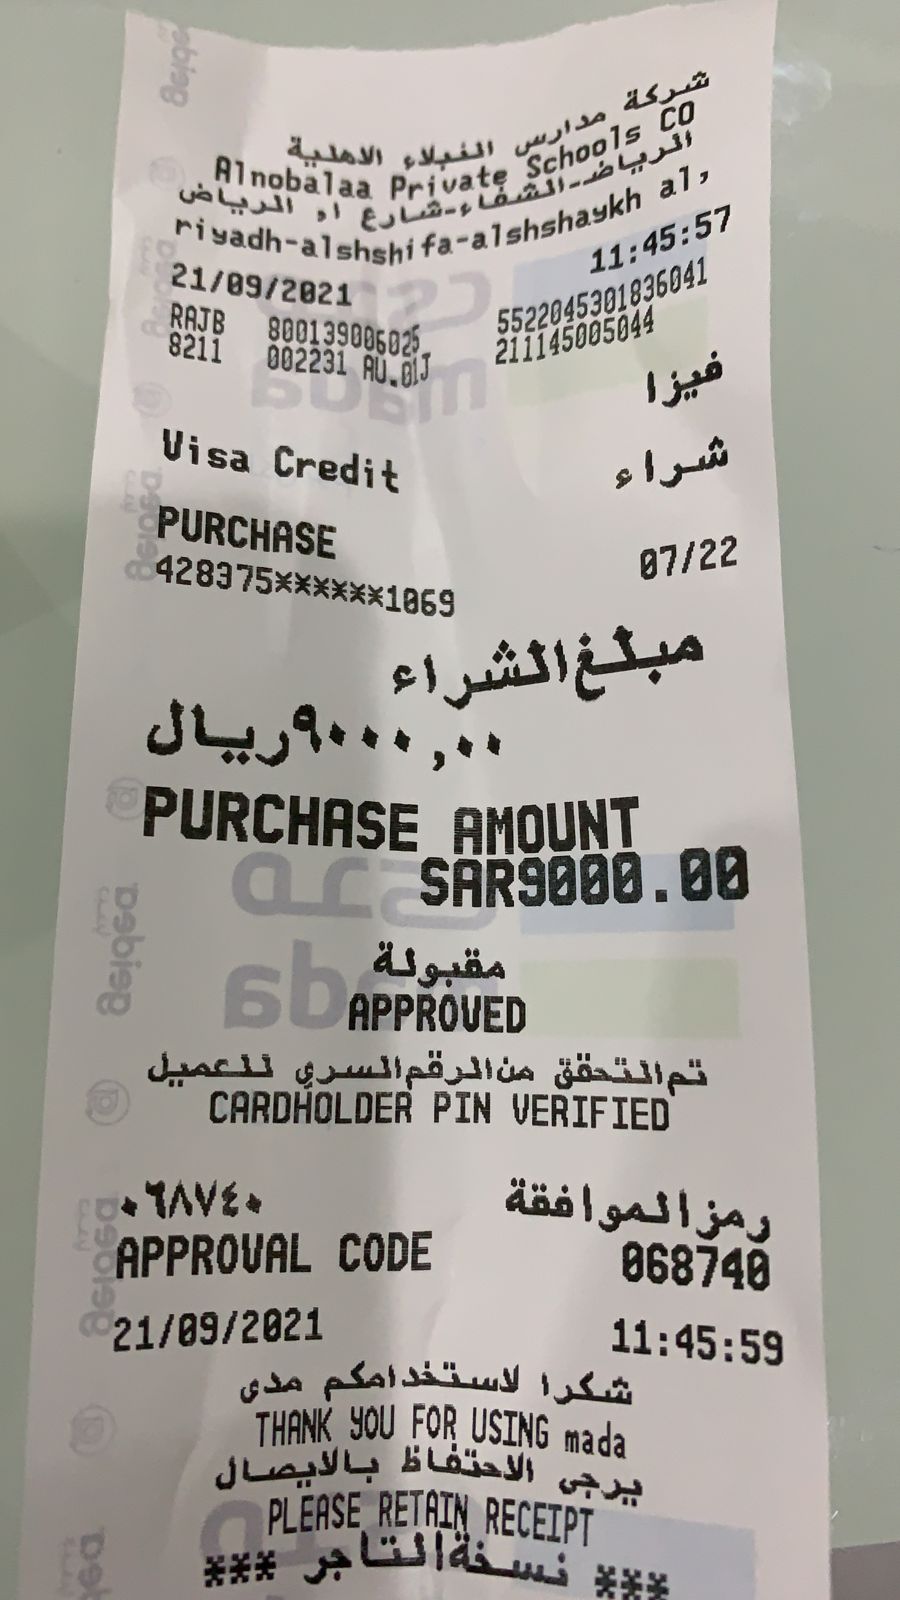 شركة مدارس النبلاء الاهلية
Alnobalaa Private Schools CO
الرياض-الشفاء-شارع ا, الرياض
riyadh-alshshifa-alshshaykh al,
21/09/2021 11:45:57
RAJB 800139006025 5522045301836041
8211 002231 AU.01J 211145005044
فيزا
Visa Credit
شراء
PURCHASE
428375******1069 07/22
مبلغ الشراء
٩٠٠٠,٠٠ ريال
PURCHASE AMOUNT
SAR9000.00
مقبولة
APPROVED
تم التحقق من الرقم السري للعميل
CARDHOLDER PIN VERIFIED
رمز الموافقة ٠٦٨٧٤٠
APPROVAL CODE 068740
21/09/2021 11:45:59
شكرا لاستخدامكم مدى
THANK YOU FOR USING mada
يرجى الاحتفاظ بالايصال
PLEASE RETAIN RECEIPT
*** نسخة التاجر ***